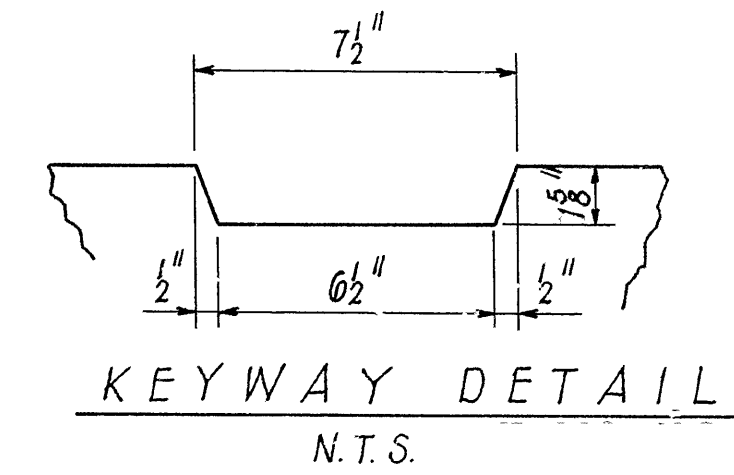 7 1/2"
1 5/8"
1/2" 6 1/2" 1/2"
KEYWAY DETAIL
N.T.S.